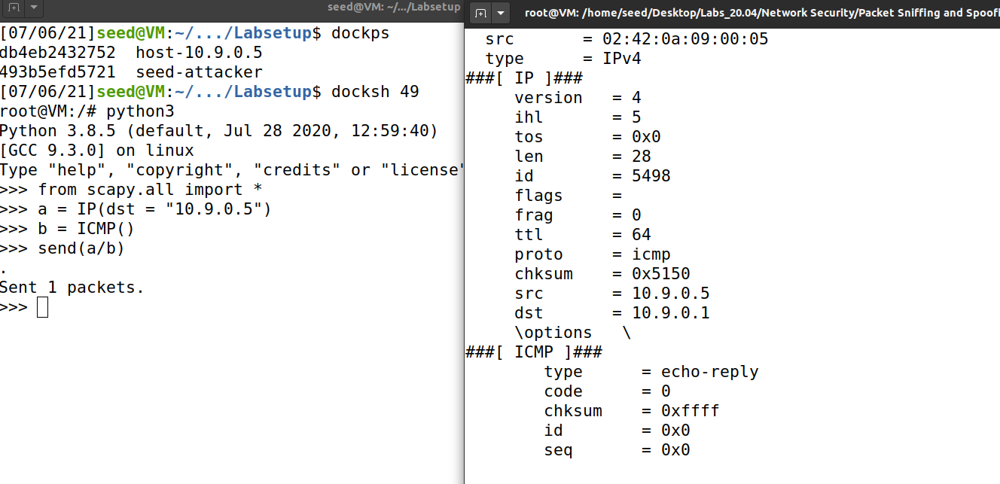 seed@VM: ~/.../Labsetup
[07/06/21]seed@VM:~/.../Labsetup$ dockps
db4eb2432752  host-10.9.0.5
493b5efd5721  seed-attacker
[07/06/21]seed@VM:~/.../Labsetup$ docksh 49
root@VM:/# python3
Python 3.8.5 (default, Jul 28 2020, 12:59:40)
[GCC 9.3.0] on linux
Type "help", "copyright", "credits" or "license"
>>> from scapy.all import *
>>> a = IP(dst = "10.9.0.5")
>>> b = ICMP()
>>> send(a/b)
.
Sent 1 packets.
>>>
root@VM: /home/seed/Desktop/Labs_20.04/Network Security/Packet Sniffing and Spoofi
  src       = 02:42:0a:09:00:05
  type      = IPv4
###[ IP ]###
     version   = 4
     ihl       = 5
     tos       = 0x0
     len       = 28
     id        = 5498
     flags     =
     frag      = 0
     ttl       = 64
     proto     = icmp
     chksum    = 0x5150
     src       = 10.9.0.5
     dst       = 10.9.0.1
     \options   \
###[ ICMP ]###
        type      = echo-reply
        code      = 0
        chksum    = 0xffff
        id        = 0x0
        seq       = 0x0